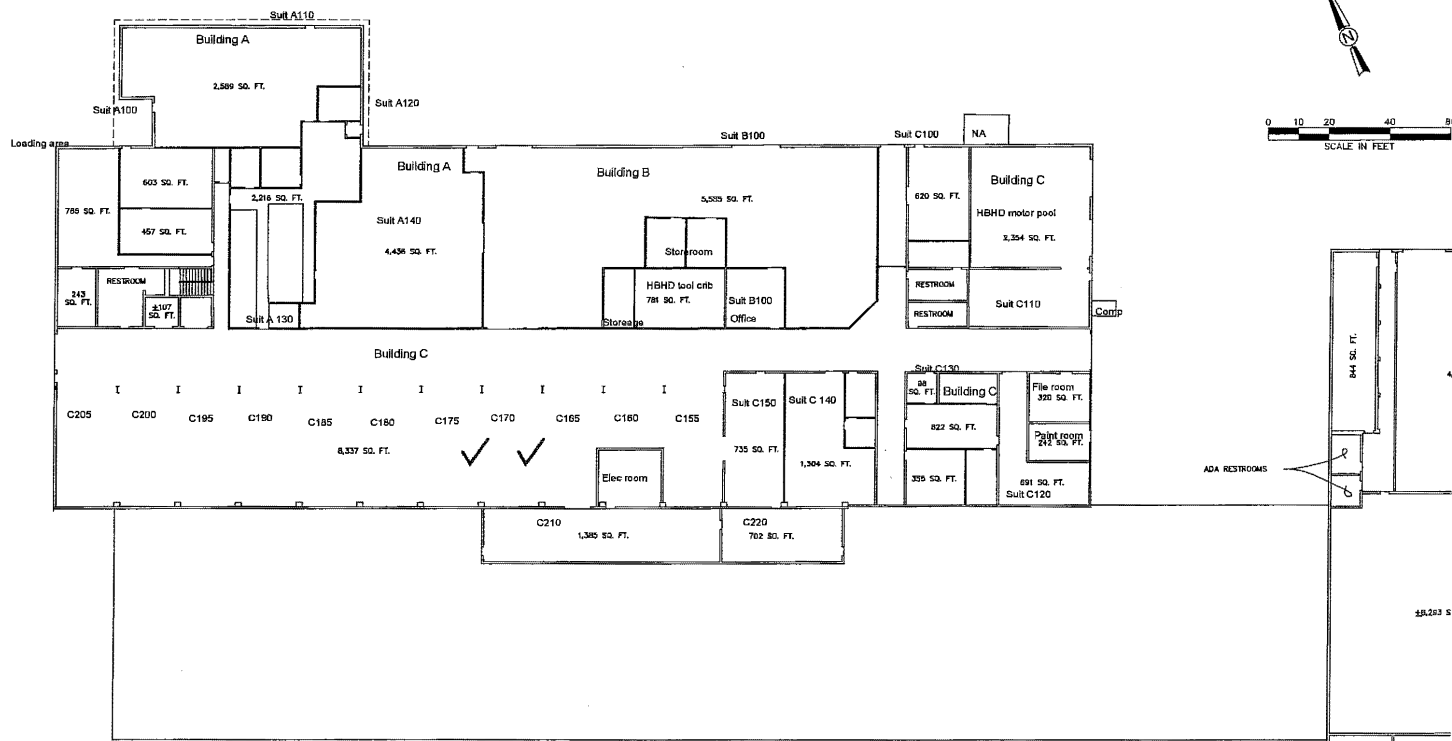 Suit A110
Building A
N
2,589 SQ. FT.
Suit A100
Suit A120
0 10 20 40
SCALE IN FEET
Loading area
Suit B100
Suit C100
NA
Building A
Building B
603 SQ. FT.
Building C
785 SQ. FT.
2,216 SQ. FT.
5,585 SQ. FT.
620 SQ. FT.
HBHD motor pool
Suit A140
457 SQ. FT.
4,436 SQ. FT.
2,354 SQ. FT.
Storeroom
RESTROOM
HBHD tool crib
781 SQ. FT.
RESTROOM
243
SQ. FT.
±107
SQ. FT.
Suit B100
Office
Suit C110
RESTROOM
Comp
Suit A 130
Storeage
Building C
Suit C130
844 SQ. FT.
98
SQ. FT.
Building C
File room
320 SQ. FT.
C205
C200
C195
C190
C185
C180
C175
C170
C165
C160
C155
Suit C150
Suit C 140
822 SQ. FT.
Paint room
242 SQ. FT.
8,337 SQ. FT.
735 SQ. FT.
1,304 SQ. FT.
Elec room
355 SQ. FT.
691 SQ. FT.
Suit C120
ADA RESTROOMS
C210
1,385 SQ. FT.
C220
702 SQ. FT.